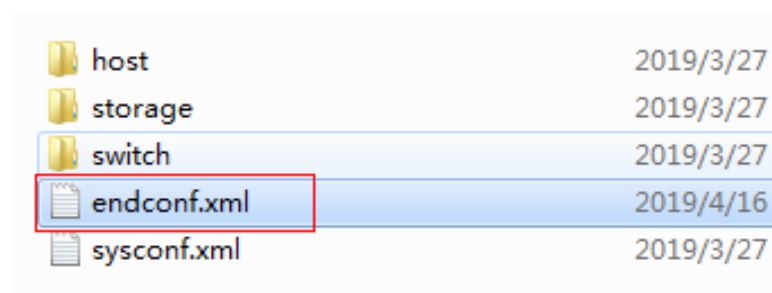 host 2019/3/27
storage 2019/3/27
switch 2019/3/27
endconf.xml 2019/4/16
sysconf.xml 2019/3/27